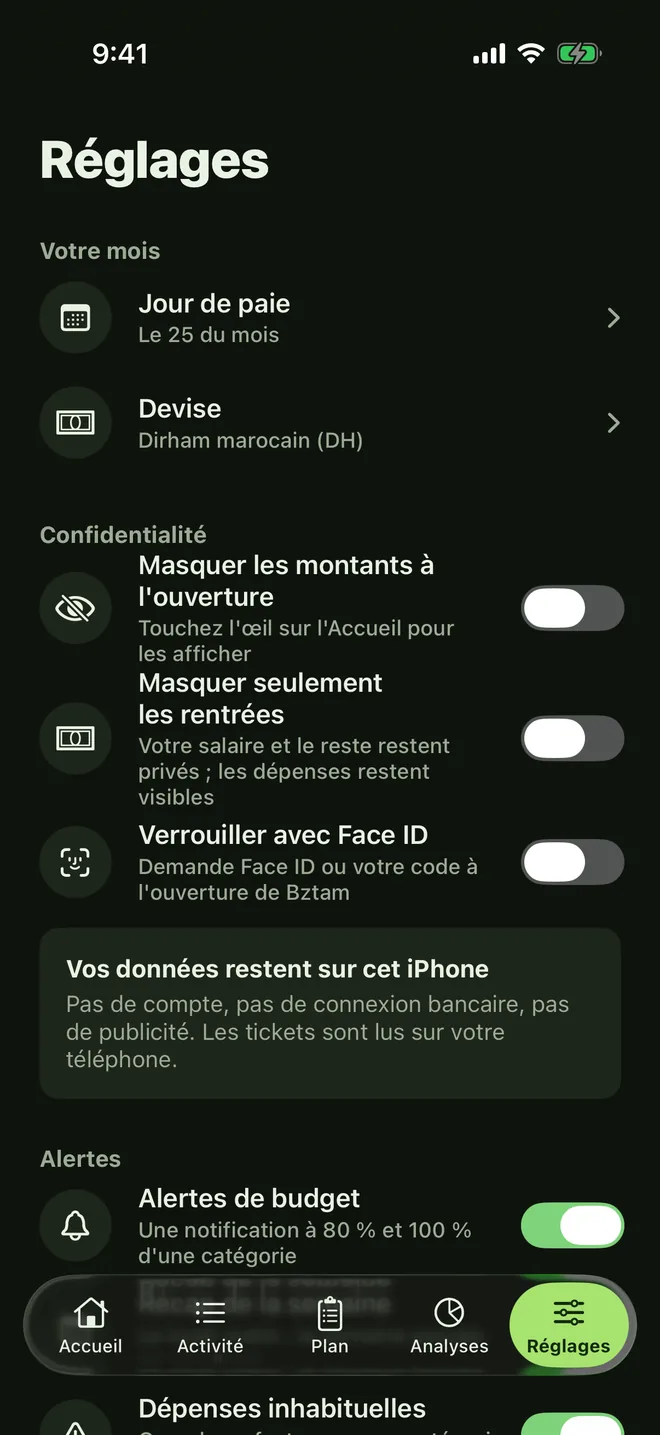 9:41
Réglages
Votre mois
Jour de paie
Le 25 du mois
Devise
Dirham marocain (DH)
Confidentialité
Masquer les montants à
l'ouverture
Touchez l'œil sur l'Accueil pour
les afficher
Masquer seulement
les rentrées
Votre salaire et le reste restent
privés ; les dépenses restent
visibles
Verrouiller avec Face ID
Demande Face ID ou votre code à
l'ouverture de Bztam
Vos données restent sur cet iPhone
Pas de compte, pas de connexion bancaire, pas
de publicité. Les tickets sont lus sur votre
téléphone.
Alertes
Alertes de budget
Une notification à 80 % et 100 %
d'une catégorie
Accueil
Activité
Plan
Analyses
Réglages
Dépenses inhabituelles